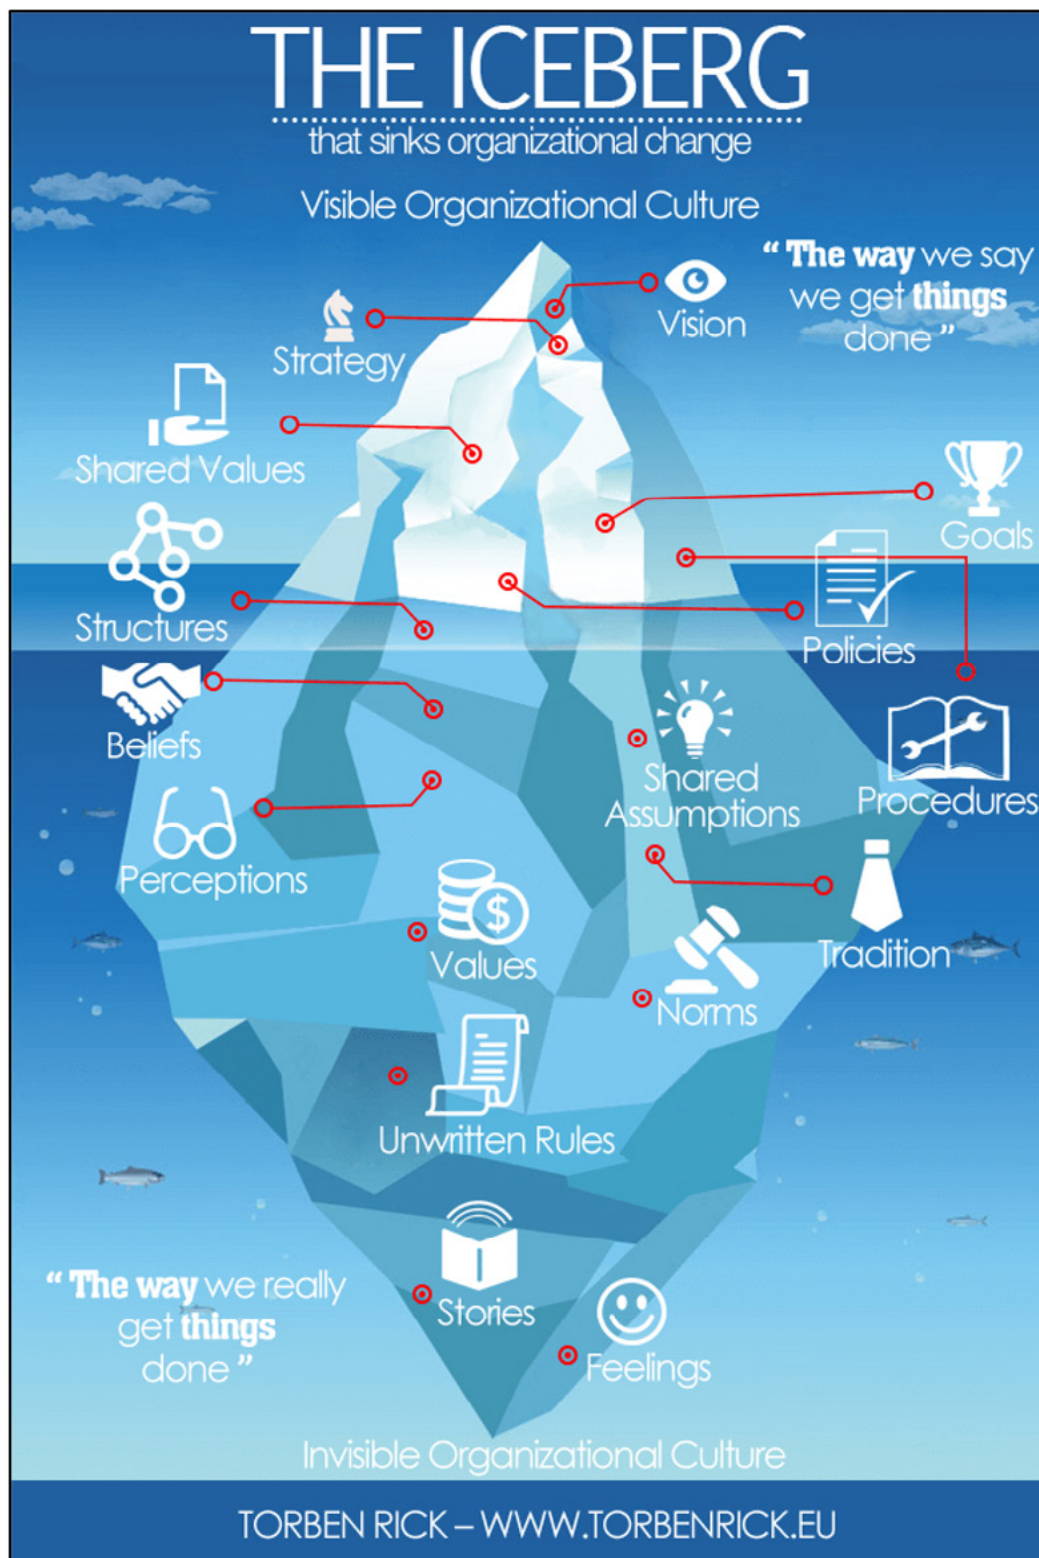 THE ICEBERG
that sinks organizational change
Visible Organizational Culture
“ The way we say
we get things
done ”
Vision
Strategy
Shared Values
Goals
Structures
Policies
Beliefs
Shared
Assumptions
Procedures
Perceptions
Tradition
$
Values
Norms
Unwritten Rules
Stories
“ The way we really
get things
done ”
Feelings
Invisible Organizational Culture
TORBEN RICK – WWW.TORBENRICK.EU